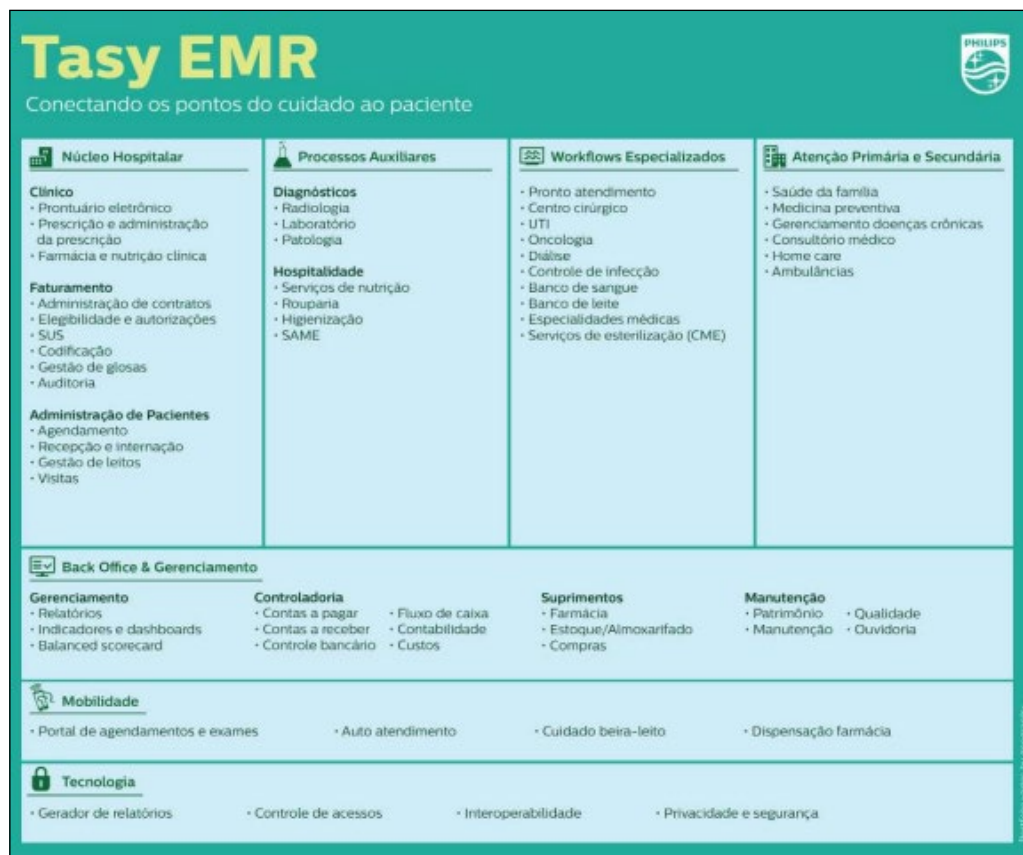 Tasy EMR
Conectando os pontos do cuidado ao paciente
PHILIPS
Núcleo Hospitalar
Clínico
· Prontuário eletrônico
· Prescrição e administração
da prescrição
· Farmácia e nutrição clínica
Faturamento
· Administração de contratos
· Elegibilidade e autorizações
· SUS
· Codificação
· Gestão de glosas
· Auditoria
Administração de Pacientes
· Agendamento
· Recepção e internação
· Gestão de leitos
· Visitas
Processos Auxiliares
Diagnósticos
· Radiologia
· Laboratório
· Patologia
Hospitalidade
· Serviços de nutrição
· Rouparia
· Higienização
· SAME
Workflows Especializados
· Pronto atendimento
· Centro cirúrgico
· UTI
· Oncologia
· Diálise
· Controle de infecção
· Banco de sangue
· Banco de leite
· Especialidades médicas
· Serviços de esterilização (CME)
Atenção Primária e Secundária
· Saúde da família
· Medicina preventiva
· Gerenciamento doenças crônicas
· Consultório médico
· Home care
· Ambulâncias
Back Office & Gerenciamento
Gerenciamento
· Relatórios
· Indicadores e dashboards
· Balanced scorecard
Controladoria
· Contas a pagar · Fluxo de caixa
· Contas a receber · Contabilidade
· Controle bancário · Custos
Suprimentos
· Farmácia
· Estoque/Almoxarifado
· Compras
Manutenção
· Patrimônio · Qualidade
· Manutenção · Ouvidoria
Mobilidade
· Portal de agendamentos e exames · Auto atendimento · Cuidado beira-leito · Dispensação farmácia
Tecnologia
· Gerador de relatórios · Controle de acessos · Interoperabilidade · Privacidade e segurança